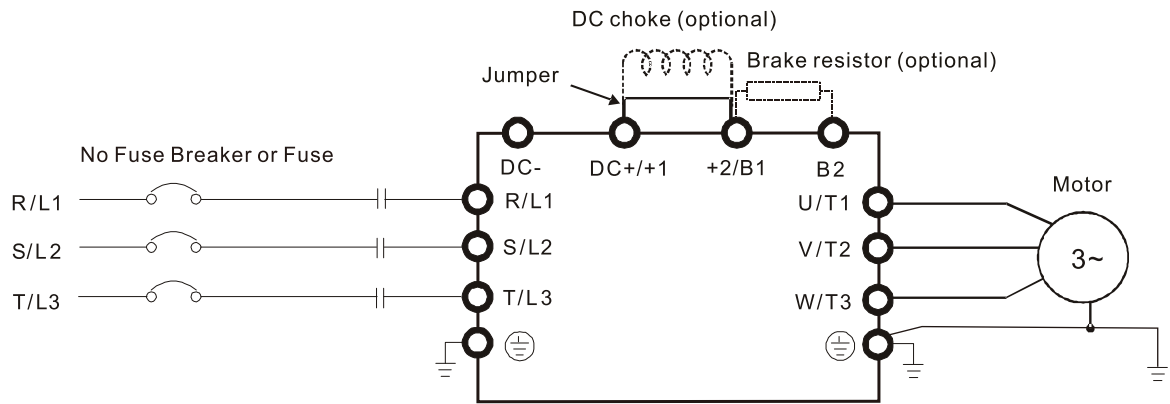 DC choke (optional)
Brake resistor (optional)
Jumper
No Fuse Breaker or Fuse
DC-
DC+/+1
+2/B1
B2
Motor
R/L1
R/L1
U/T1
S/L2
S/L2
V/T2
3~
T/L3
T/L3
W/T3